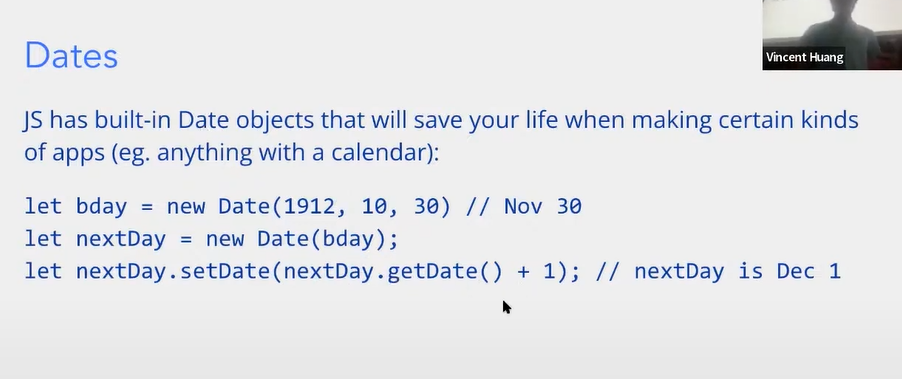 Dates
Vincent Huang
JS has built-in Date objects that will save your life when making certain kinds
of apps (eg. anything with a calendar):
let bday = new Date(1912, 10, 30) // Nov 30
let nextDay = new Date(bday);
let nextDay.setDate(nextDay.getDate() + 1); // nextDay is Dec 1